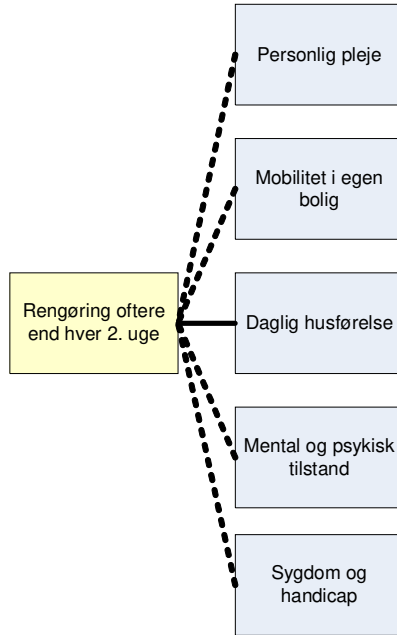 Personlig pleje
Mobilitet i egen
bolig
Rengøring oftere
end hver 2. uge
Daglig husførelse
Mental og psykisk
tilstand
Sygdom og
handicap